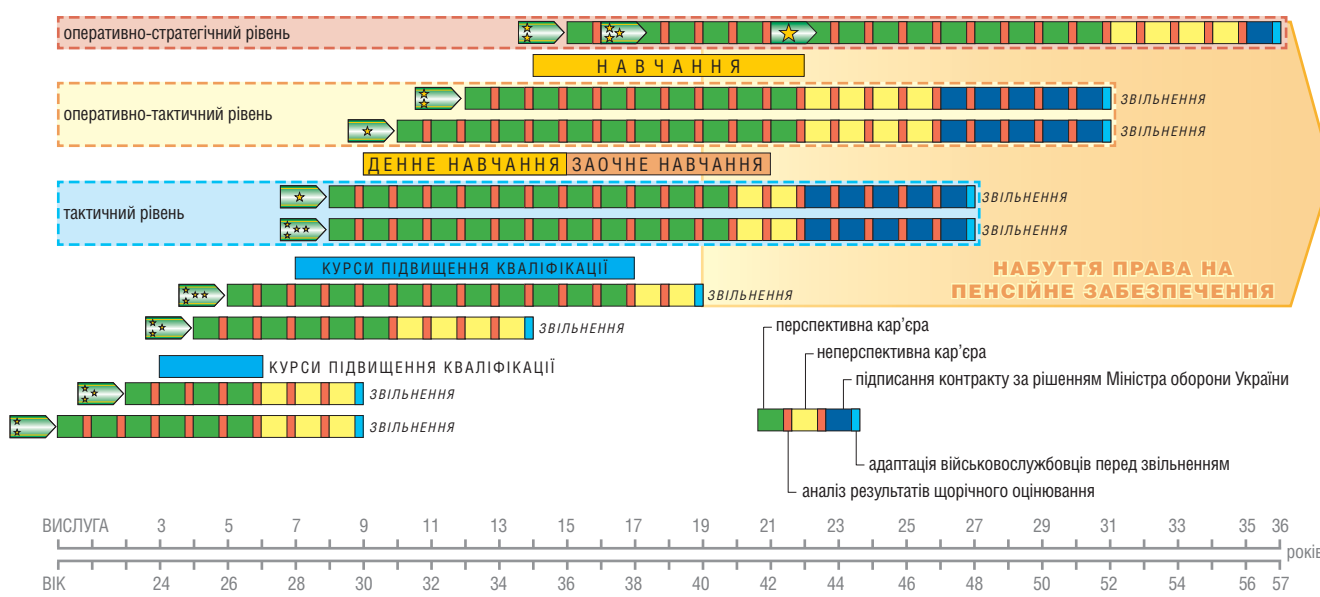 оперативно-стратегічний рівень
НАВЧАННЯ
оперативно-тактичний рівень
ЗВІЛЬНЕННЯ
ЗВІЛЬНЕННЯ
ДЕННЕ НАВЧАННЯ
ЗАОЧНЕ НАВЧАННЯ
тактичний рівень
ЗВІЛЬНЕННЯ
ЗВІЛЬНЕННЯ
КУРСИ ПІДВИЩЕННЯ КВАЛІФІКАЦІЇ
НАБУТТЯ ПРАВА НА
ПЕНСІЙНЕ ЗАБЕЗПЕЧЕННЯ
ЗВІЛЬНЕННЯ
ЗВІЛЬНЕННЯ
КУРСИ ПІДВИЩЕННЯ КВАЛІФІКАЦІЇ
ЗВІЛЬНЕННЯ
ЗВІЛЬНЕННЯ
перспективна кар’єра
неперспективна кар’єра
підписання контракту за рішенням Міністра оборони України
адаптація військовослужбовців перед звільненням
аналіз результатів щорічного оцінювання
ВИСЛУГА 3 5 7 9 11 13 15 17 19 21 23 25 27 29 31 33 35 36
років
ВІК 24 26 28 30 32 34 36 38 40 42 44 46 48 50 52 54 56 57